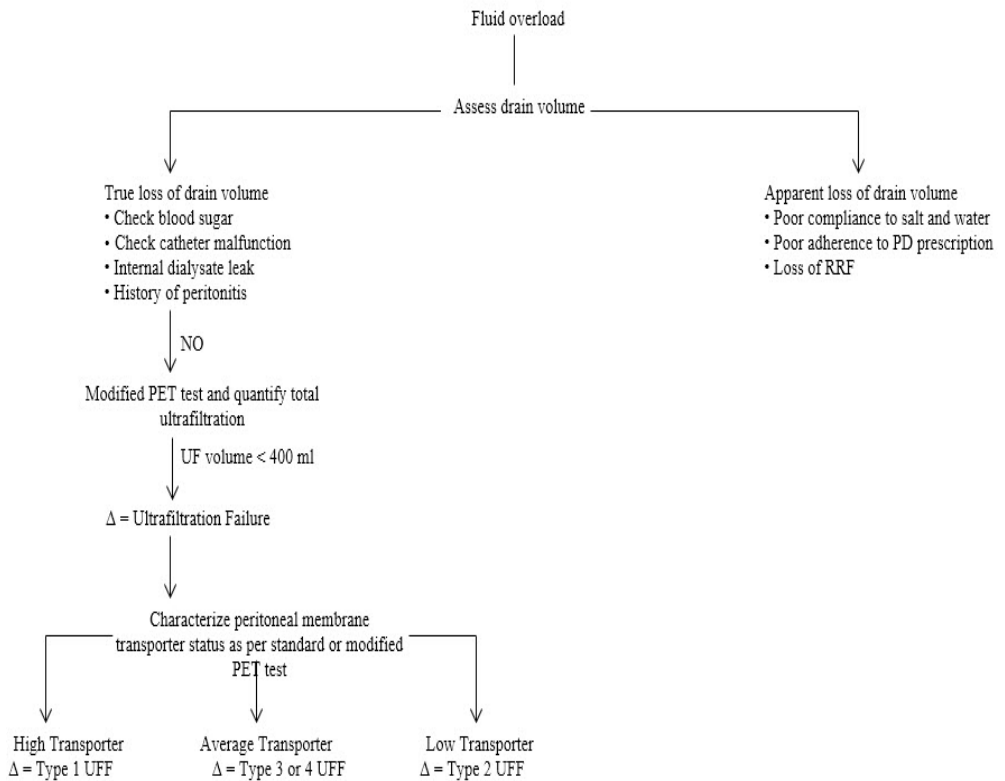 Fluid overload
Assess drain volume
True loss of drain volume
• Check blood sugar
• Check catheter malfunction
• Internal dialysate leak
• History of peritonitis
Apparent loss of drain volume
• Poor compliance to salt and water
• Poor adherence to PD prescription
• Loss of RRF
NO
Modified PET test and quantify total
ultrafiltration
UF volume < 400 ml
Δ = Ultrafiltration Failure
Characterize peritoneal membrane
transporter status as per standard or modified
PET test
High Transporter
Δ = Type 1 UFF
Average Transporter
Δ = Type 3 or 4 UFF
Low Transporter
Δ = Type 2 UFF